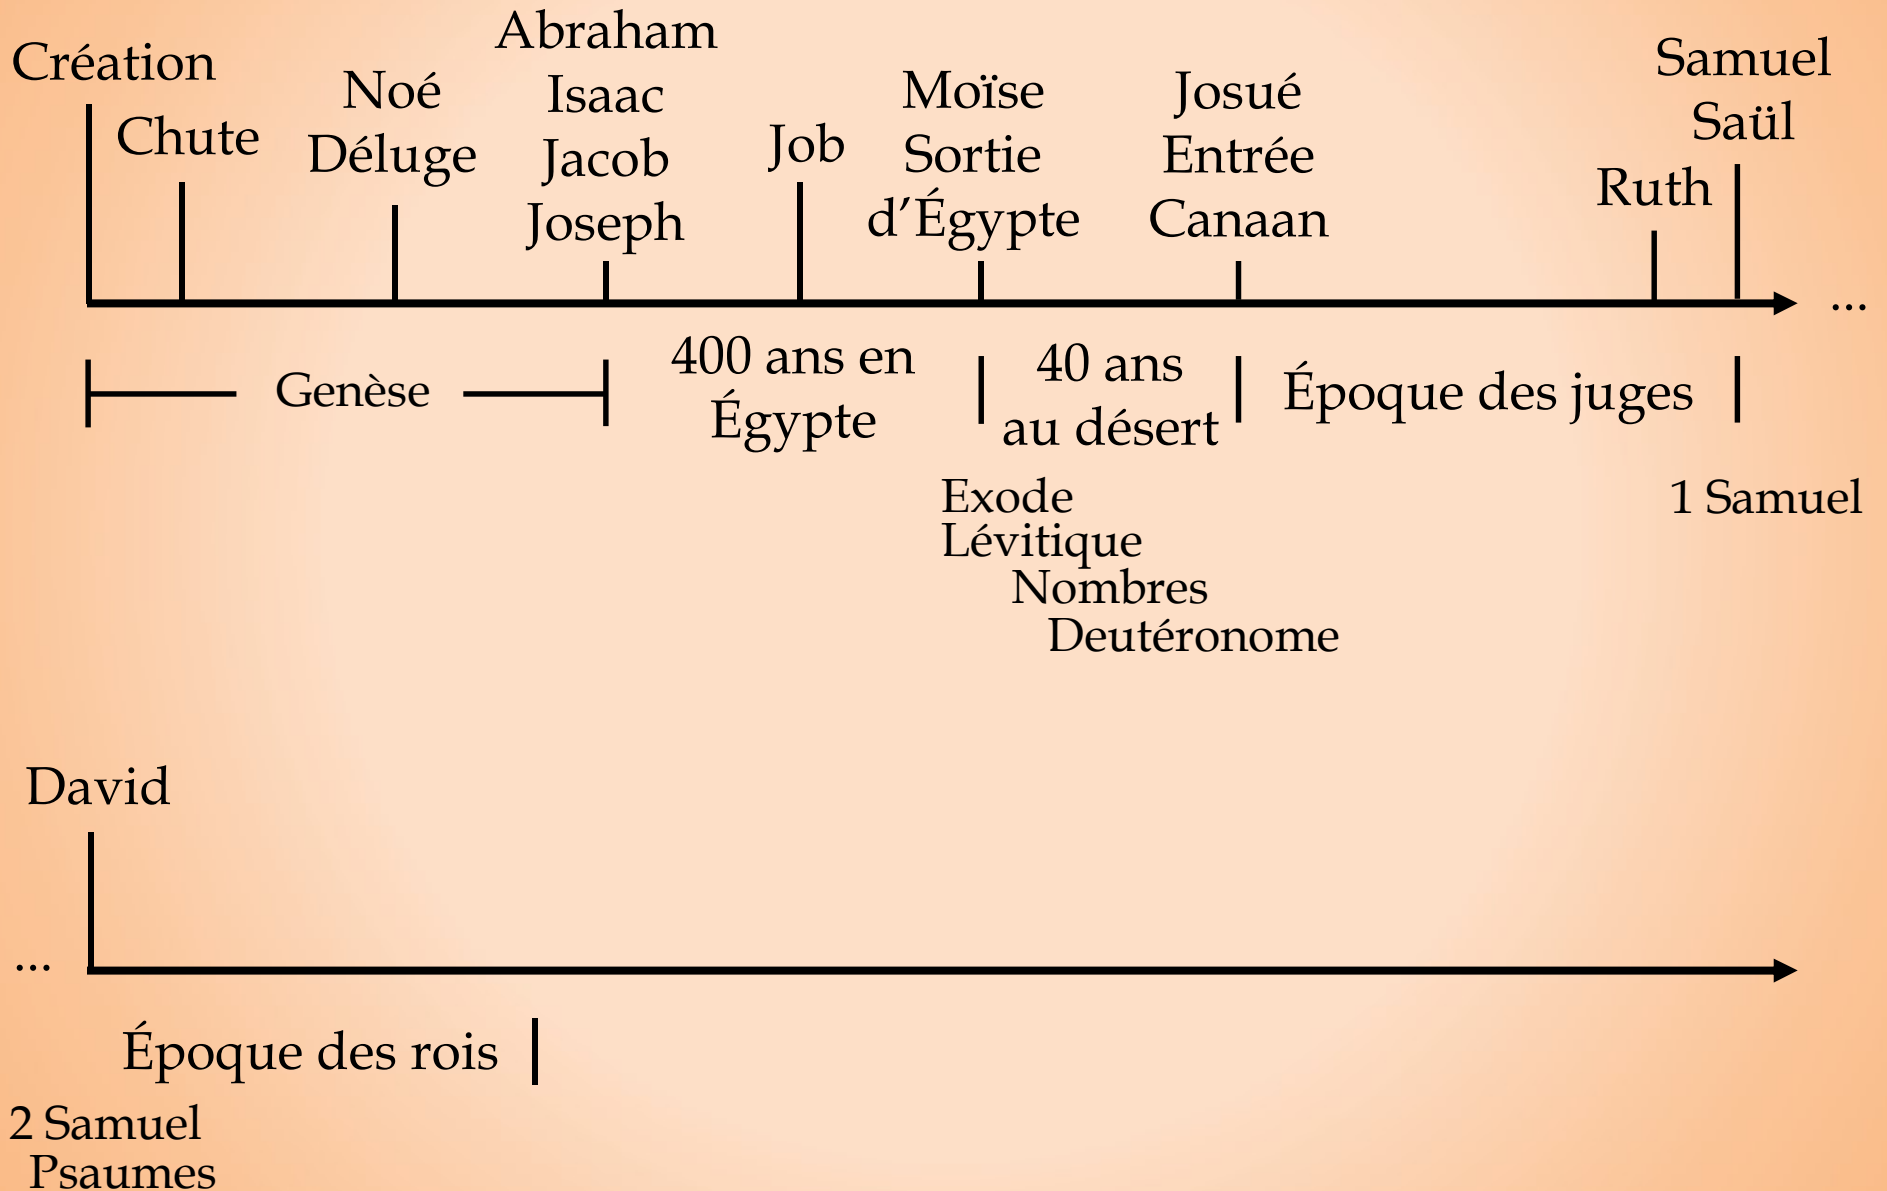 Création
Chute
Noé
Déluge
Abraham
Isaac
Jacob
Joseph
Job
Moïse
Sortie
d’Égypte
Josué
Entrée
Canaan
Ruth
Samuel
Saül
...
Genèse
400 ans en
Égypte
40 ans
au désert
Époque des juges
Exode
Lévitique
Nombres
Deutéronome
1 Samuel
David
...
Époque des rois
2 Samuel
Psaumes